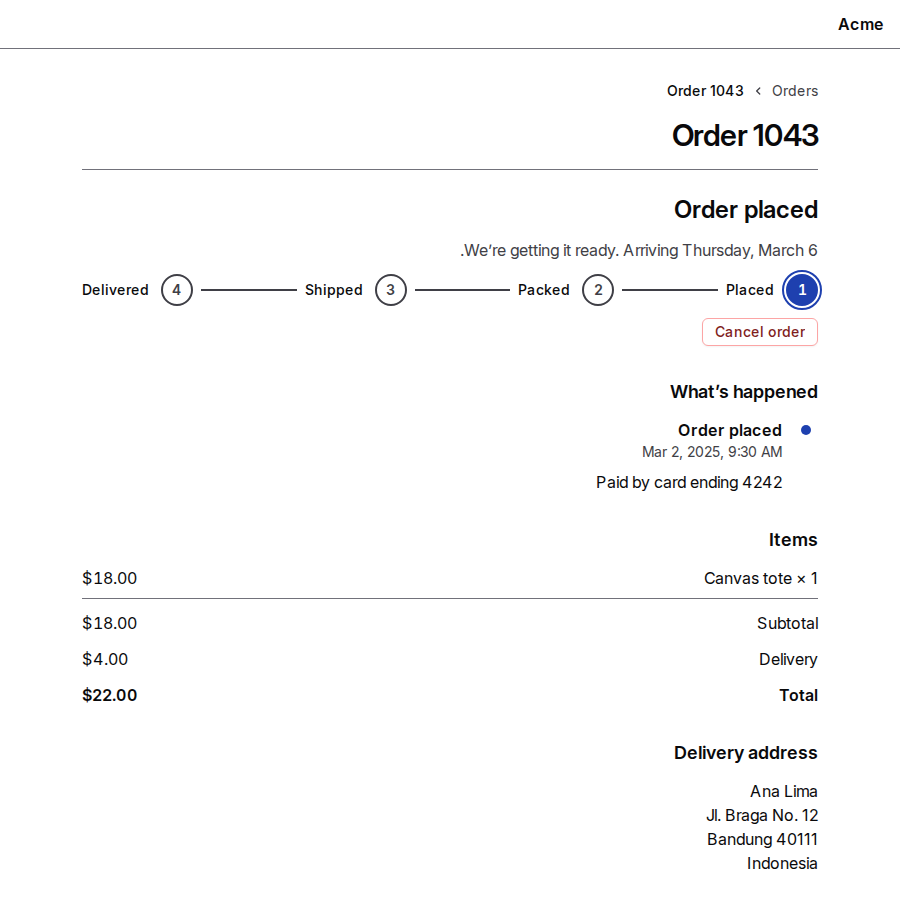 Acme
Orders › Order 1043
Order 1043
Order placed
We’re getting it ready. Arriving Thursday, March 6.
1 Placed 2 Packed 3 Shipped 4 Delivered
Cancel order
What’s happened
Order placed
Mar 2, 2025, 9:30 AM
Paid by card ending 4242
Items
Canvas tote × 1 $18.00
Subtotal $18.00
Delivery $4.00
Total $22.00
Delivery address
Ana Lima
Jl. Braga No. 12
Bandung 40111
Indonesia